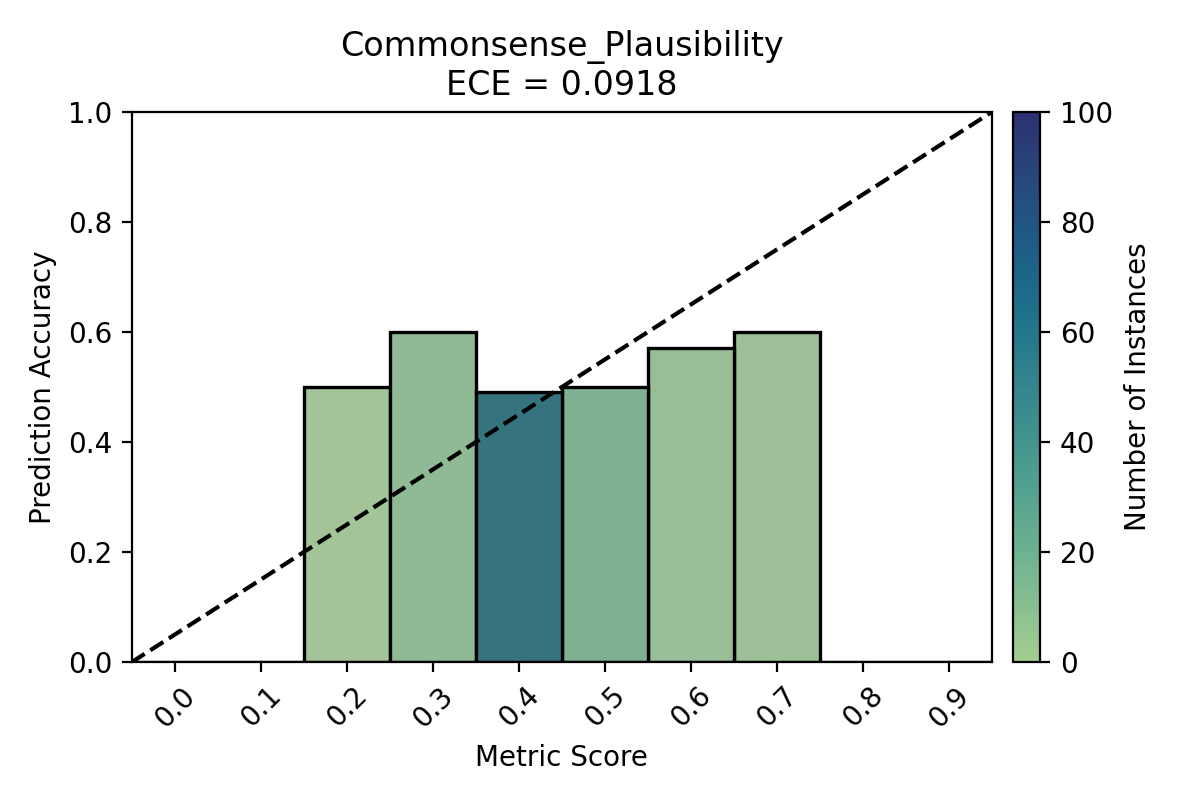 Commonsense_Plausibility
ECE = 0.0918
Prediction Accuracy
1.0
0.8
0.6
0.4
0.2
0.0
0.0 0.1 0.2 0.3 0.4 0.5 0.6 0.7 0.8 0.9
Metric Score
100
80
60
40
20
0
Number of Instances